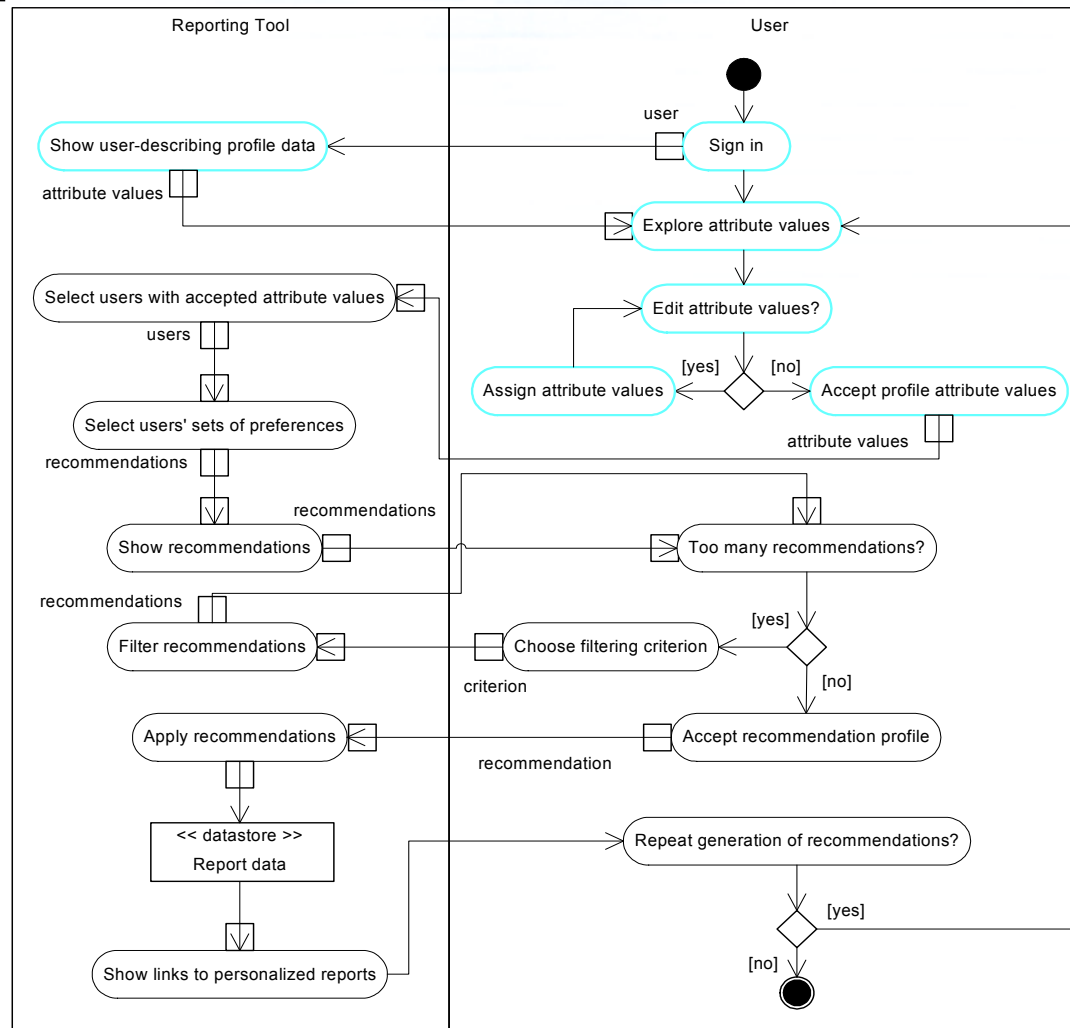 Reporting Tool
User
user
Show user-describing profile data
Sign in
attribute values
Explore attribute values
Select users with accepted attribute values
Edit attribute values?
users
[yes]
[no]
Assign attribute values
Accept profile attribute values
Select users' sets of preferences
attribute values
recommendations
recommendations
Show recommendations
Too many recommendations?
recommendations
[yes]
Filter recommendations
Choose filtering criterion
criterion
[no]
Apply recommendations
Accept recommendation profile
recommendation
<< datastore >>
Report data
Repeat generation of recommendations?
[yes]
[no]
Show links to personalized reports